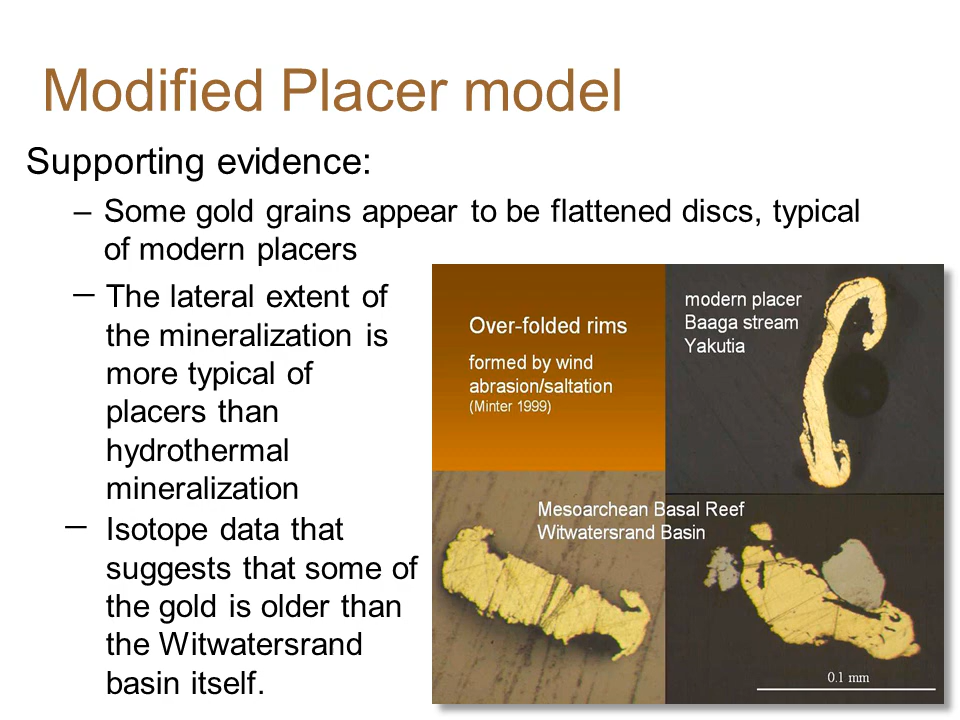 Modified Placer model
Supporting evidence:
– Some gold grains appear to be flattened discs, typical
of modern placers
– The lateral extent of
the mineralization is
more typical of
placers than
hydrothermal
mineralization
– Isotope data that
suggests that some of
the gold is older than
the Witwatersrand
basin itself.
Over-folded rims
formed by wind
abrasion/saltation
(Minter 1999)
modern placer
Baaga stream
Yakutia
Mesoarchean Basal Reef
Witwatersrand Basin
0.1 mm